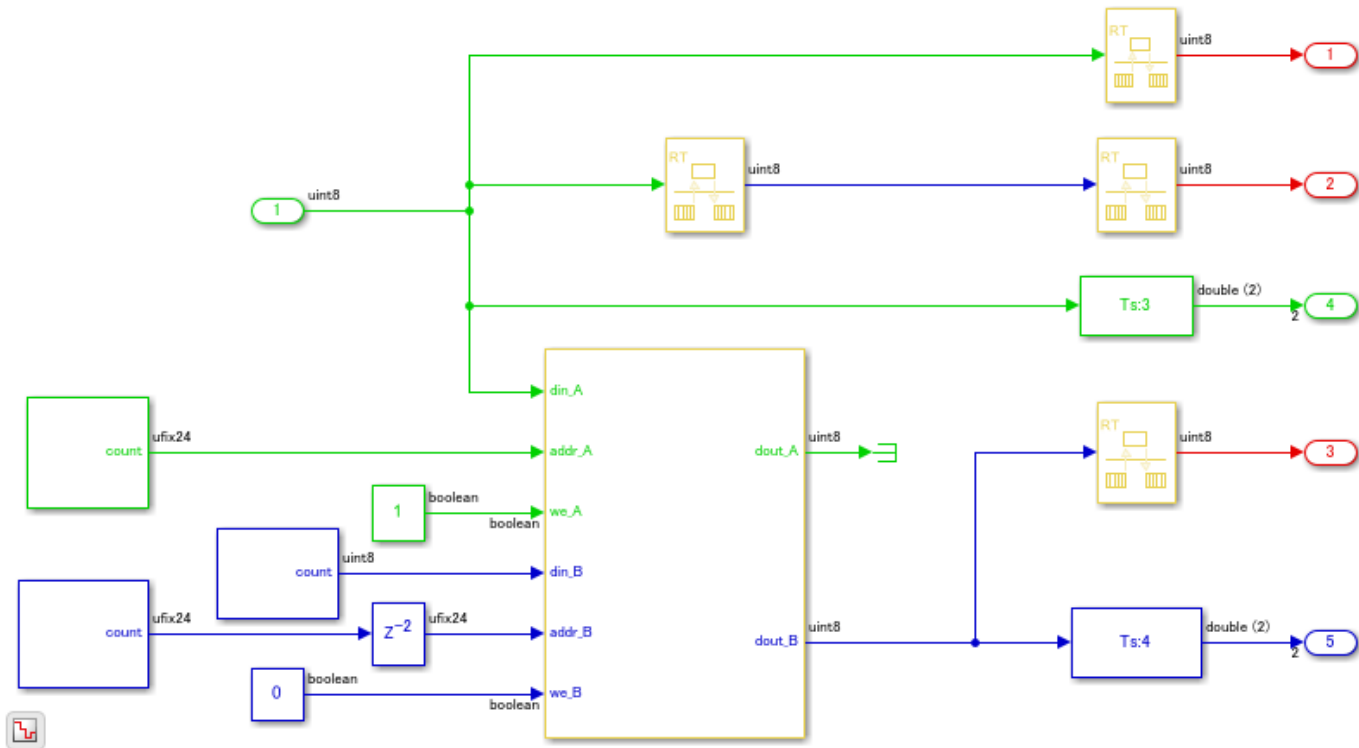 RT
uint8
1
RT
uint8
RT
uint8
2
uint8
1
Ts:3
double (2)
2
4
din_A
count
ufix24
addr_A
dout_A
uint8
RT
uint8
3
1
boolean
boolean
we_A
count
uint8
din_B
count
ufix24
Z⁻²
ufix24
addr_B
dout_B
uint8
Ts:4
double (2)
2
5
0
boolean
boolean
we_B